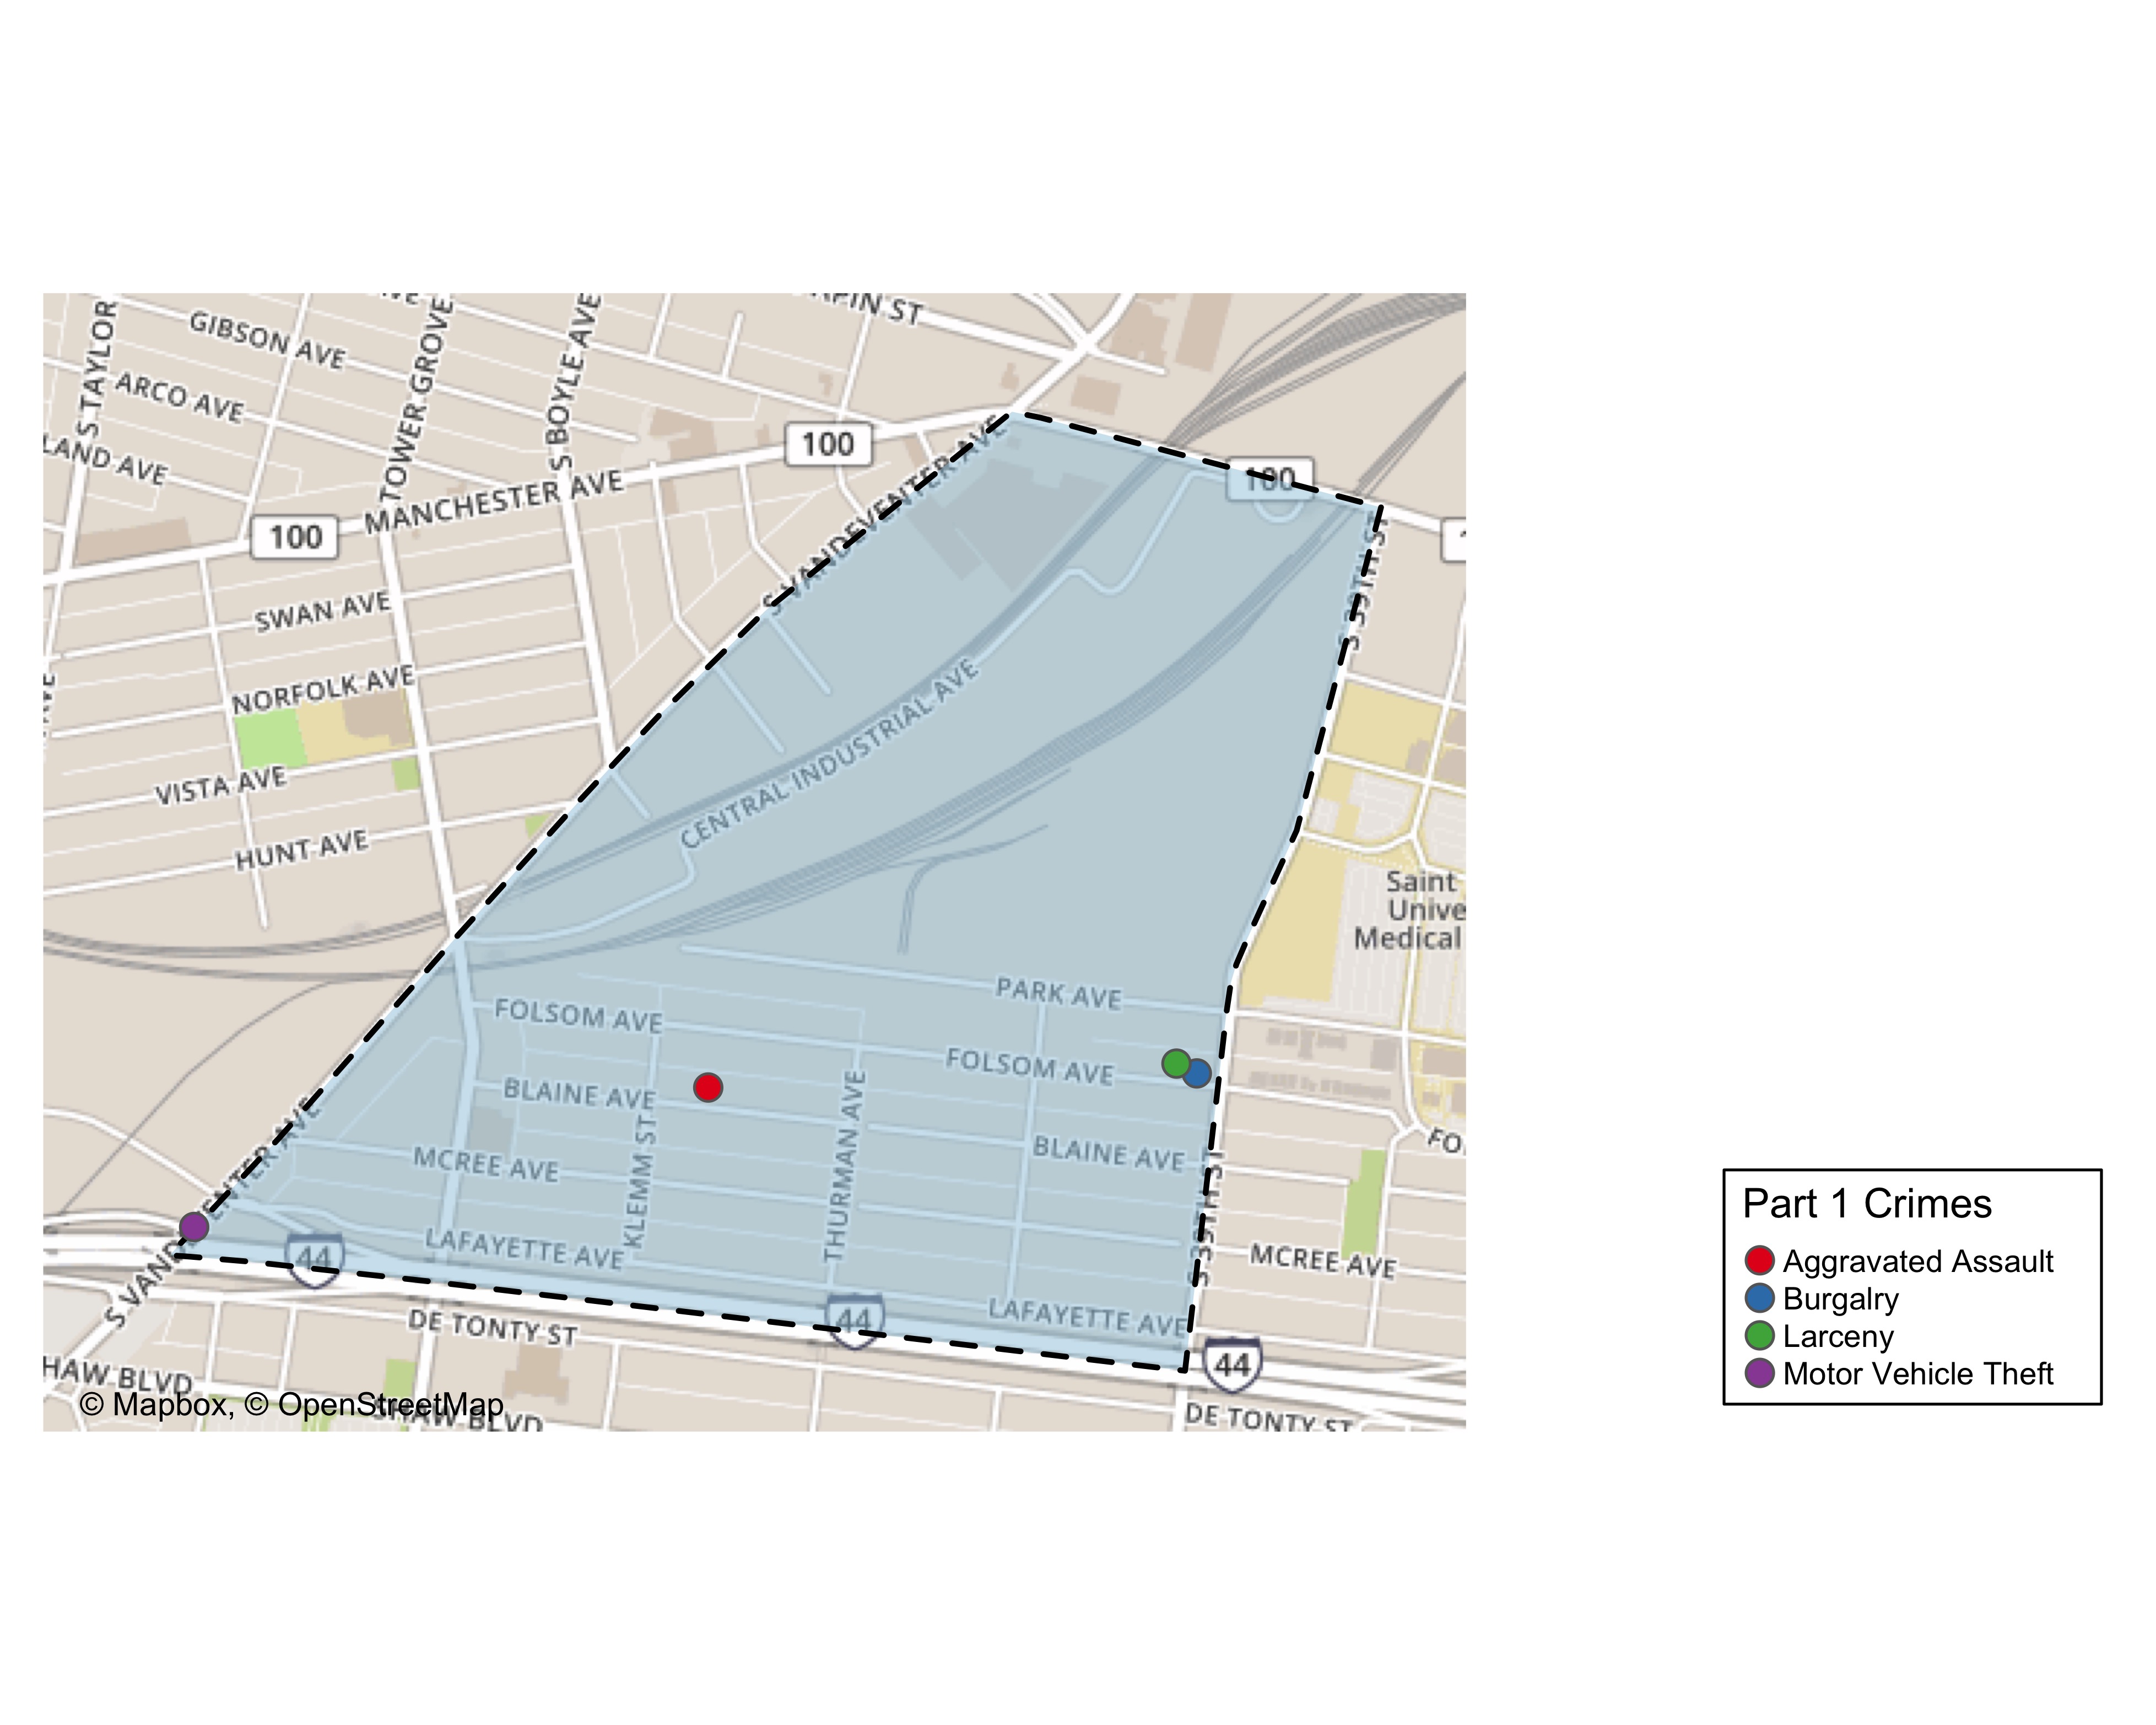 GIBSON AVE
S TAYLOR
ARCO AVE
TOWER GROVE
S BOYLE AVE
LAND AVE
100
MANCHESTER AVE
100
100
S VANDEVENTER AVE
S 39TH ST
SWAN AVE
NORFOLK AVE
VISTA AVE
HUNT AVE
CENTRAL INDUSTRIAL AVE
Saint
Unive
Medical
PARK AVE
FOLSOM AVE
FOLSOM AVE
BLAINE AVE
BLAINE AVE
KLEMM ST
THURMAN AVE
MCREE AVE
FO
ENTER AVE
S VAND
S 39TH ST
MCREE AVE
LAFAYETTE AVE
LAFAYETTE AVE
44
44
44
DE TONTY ST
DE TONTY ST
HAW BLVD
HAW BLVD
© Mapbox, © OpenStreetMap
Part 1 Crimes
Aggravated Assault
Burgalry
Larceny
Motor Vehicle Theft